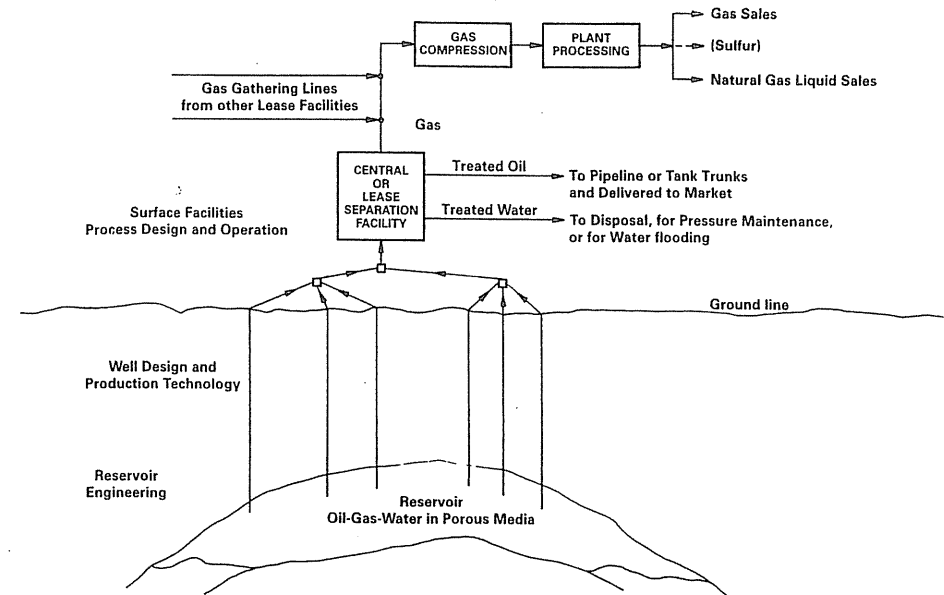 GAS
COMPRESSION
PLANT
PROCESSING
Gas Sales
(Sulfur)
Natural Gas Liquid Sales
Gas Gathering Lines
from other Lease Facilities
Gas
CENTRAL
OR
LEASE
SEPARATION
FACILITY
Treated Oil
To Pipeline or Tank Trunks
and Delivered to Market
Treated Water
To Disposal, for Pressure Maintenance,
or for Water flooding
Surface Facilities
Process Design and Operation
Ground line
Well Design and
Production Technology
Reservoir
Engineering
Reservoir
Oil-Gas-Water in Porous Media